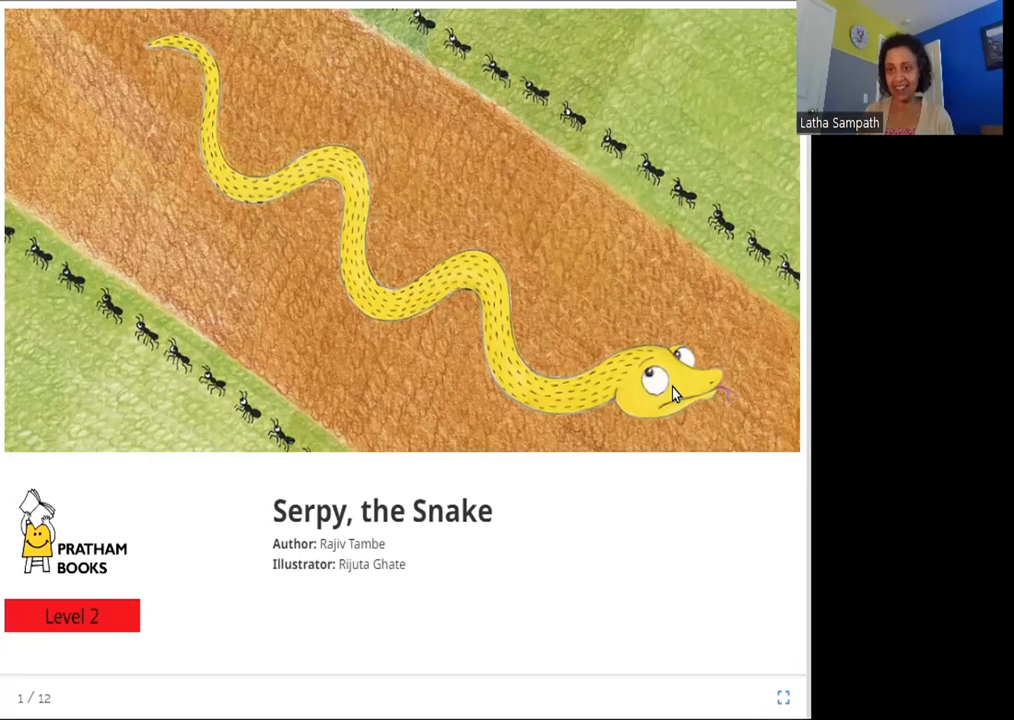 Latha Sampath
Serpy, the Snake
Author: Rajiv Tambe
Illustrator: Rijuta Ghate
PRATHAM
BOOKS
Level 2
1 / 12